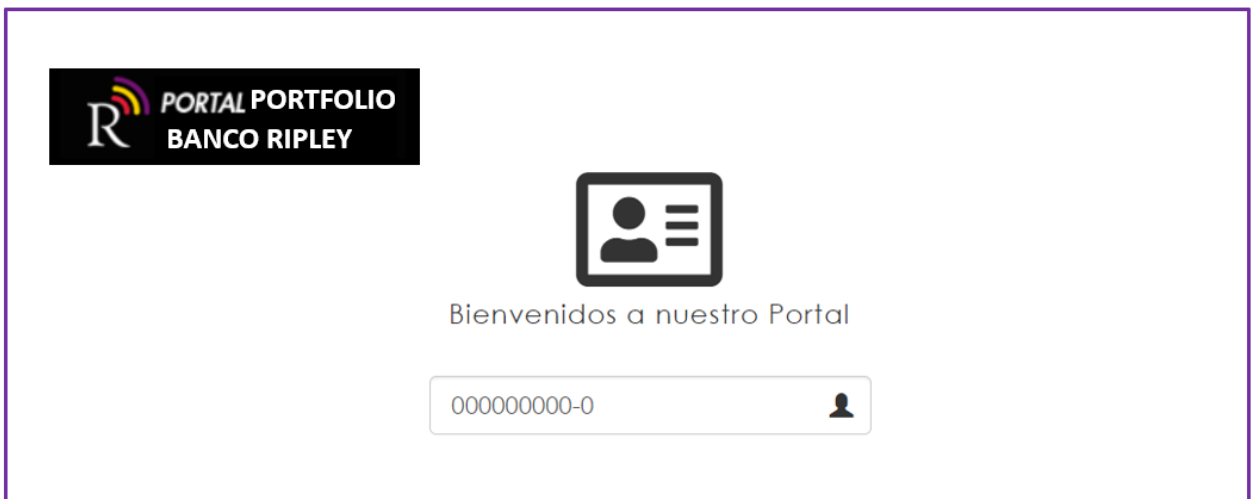 R PORTAL PORTFOLIO
BANCO RIPLEY
Bienvenidos a nuestro Portal
000000000-0